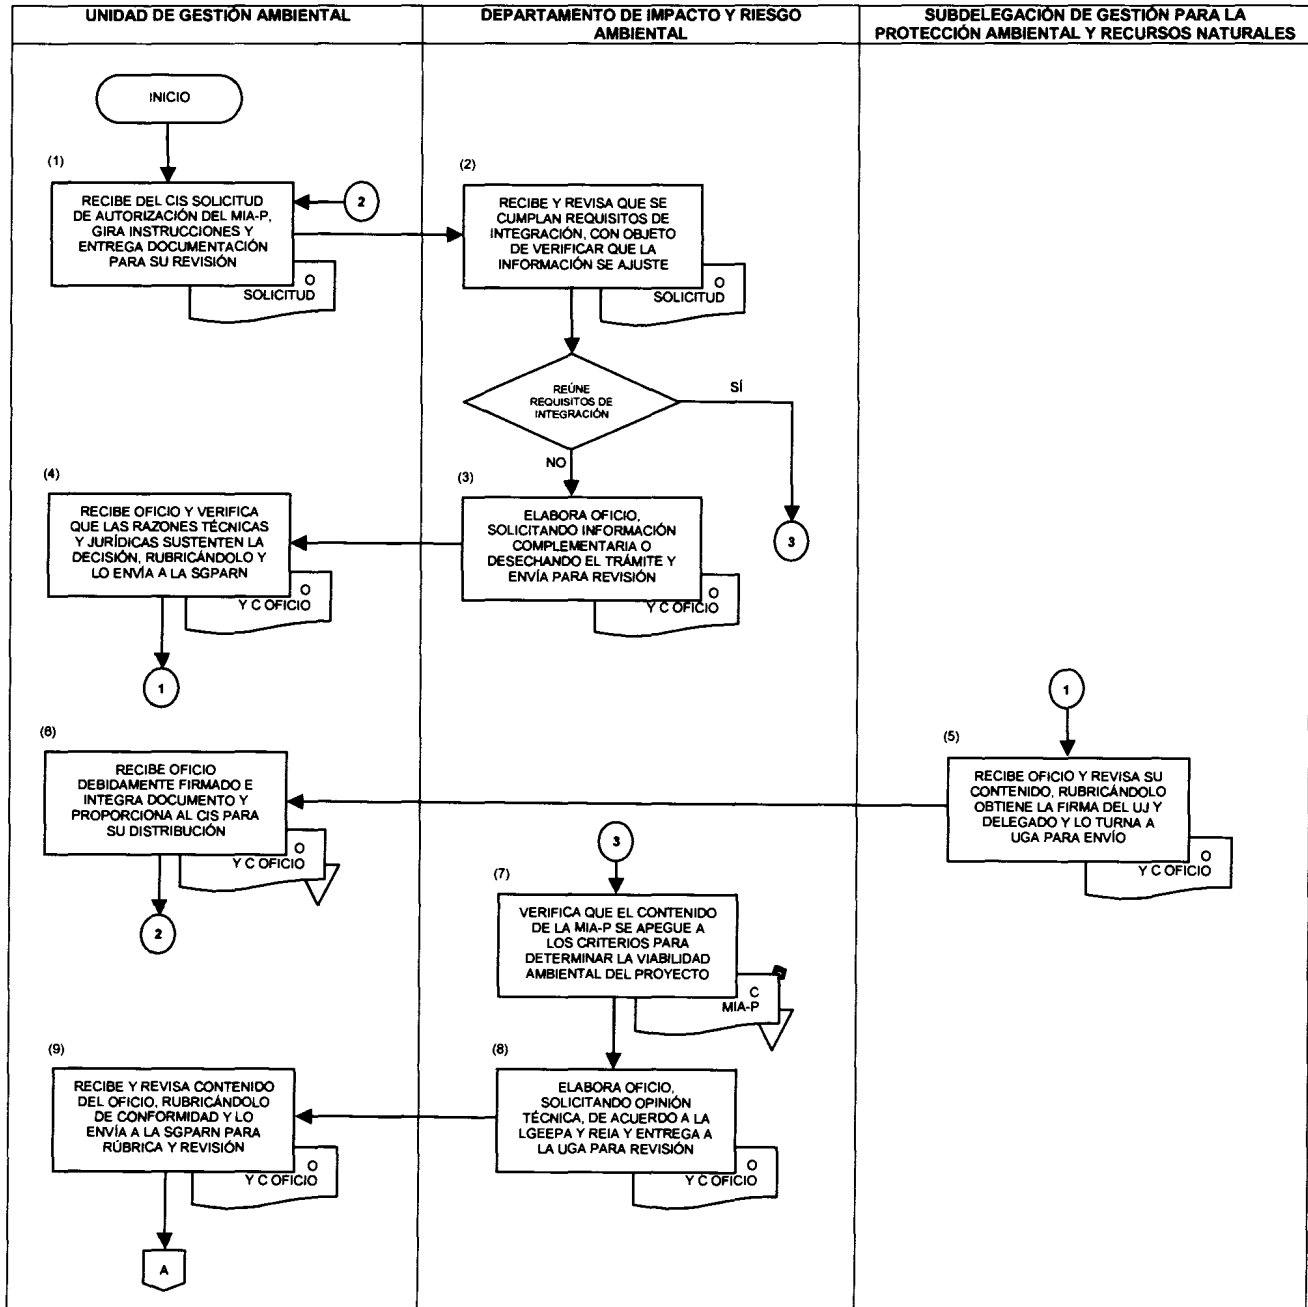 UNIDAD DE GESTIÓN AMBIENTAL
DEPARTAMENTO DE IMPACTO Y RIESGO
AMBIENTAL
SUBDELEGACIÓN DE GESTIÓN PARA LA
PROTECCIÓN AMBIENTAL Y RECURSOS NATURALES
INICIO
(1)
RECIBE DEL CIS SOLICITUD
DE AUTORIZACIÓN DEL MIA-P,
GIRA INSTRUCCIONES Y
ENTREGA DOCUMENTACIÓN
PARA SU REVISIÓN
2
O
SOLICITUD
(2)
RECIBE Y REVISA QUE SE
CUMPLAN REQUISITOS DE
INTEGRACIÓN, CON OBJETO
DE VERIFICAR QUE LA
INFORMACIÓN SE AJUSTE
O
SOLICITUD
REÚNE
REQUISITOS DE
INTEGRACIÓN
SÍ
NO
3
(3)
ELABORA OFICIO,
SOLICITANDO INFORMACIÓN
COMPLEMENTARIA O
DESECHANDO EL TRÁMITE Y
ENVÍA PARA REVISIÓN
O
Y C OFICIO
(4)
RECIBE OFICIO Y VERIFICA
QUE LAS RAZONES TÉCNICAS
Y JURÍDICAS SUSTENTEN LA
DECISIÓN, RUBRICÁNDOLO Y
LO ENVÍA A LA SGPARN
O
Y C OFICIO
1
1
(5)
RECIBE OFICIO Y REVISA SU
CONTENIDO, RUBRICÁNDOLO
OBTIENE LA FIRMA DEL UJ Y
DELEGADO Y LO TURNA A
UGA PARA ENVÍO
O
Y C OFICIO
(6)
RECIBE OFICIO
DEBIDAMENTE FIRMADO E
INTEGRA DOCUMENTO Y
PROPORCIONA AL CIS PARA
SU DISTRIBUCIÓN
O
Y C OFICIO
2
3
(7)
VERIFICA QUE EL CONTENIDO
DE LA MIA-P SE APEGUE A
LOS CRITERIOS PARA
DETERMINAR LA VIABILIDAD
AMBIENTAL DEL PROYECTO
C
MIA-P
(8)
ELABORA OFICIO,
SOLICITANDO OPINIÓN
TÉCNICA, DE ACUERDO A LA
LGEEPA Y REIA Y ENTREGA A
LA UGA PARA REVISIÓN
O
Y C OFICIO
(9)
RECIBE Y REVISA CONTENIDO
DEL OFICIO, RUBRICÁNDOLO
DE CONFORMIDAD Y LO
ENVÍA A LA SGPARN PARA
RÚBRICA Y REVISIÓN
O
Y C OFICIO
A